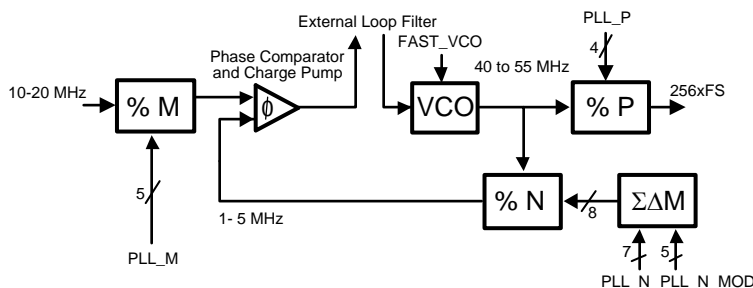 PLL_P
External Loop Filter
FAST_VCO
4
Phase Comparator
and Charge Pump
40 to 55 MHz
10-20 MHz
% M
ϕ
VCO
% P
256xFS
5
1- 5 MHz
% N
8
ΣΔM
7
5
PLL_M
PLL_N
PLL_N_MOD